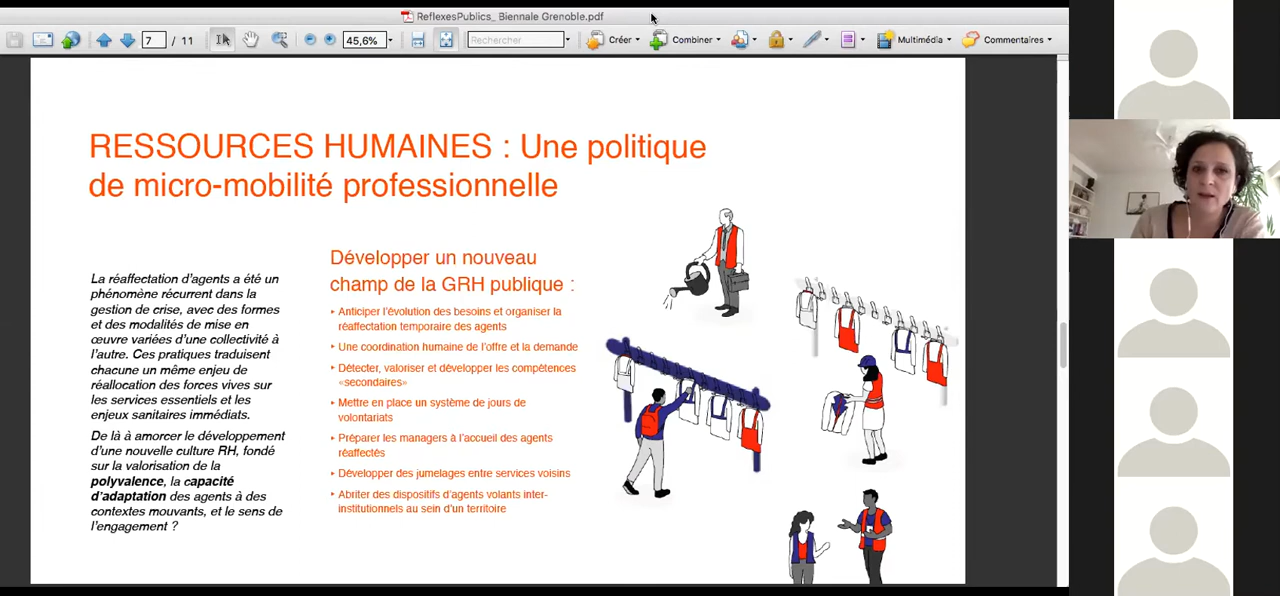 ReflexesPublics_ Biennale Grenoble.pdf
7 / 11
45,6%
Rechercher
Créer
Combiner
Multimédia
Commentaires
RESSOURCES HUMAINES : Une politique
de micro-mobilité professionnelle
La réaffectation d'agents a été un
phénomène récurrent dans la
gestion de crise, avec des formes
et des modalités de mise en
œuvre variées d'une collectivité à
l'autre. Ces pratiques traduisent
chacune un même enjeu de
réallocation des forces vives sur
les services essentiels et les
enjeux sanitaires immédiats.
De là à amorcer le développement
d'une nouvelle culture RH, fondé
sur la valorisation de la
polyvalence, la capacité
d'adaptation des agents à des
contextes mouvants, et le sens de
l'engagement ?
Développer un nouveau
champ de la GRH publique :
‣ Anticiper l'évolution des besoins et organiser la
réaffectation temporaire des agents
‣ Une coordination humaine de l'offre et la demande
‣ Détecter, valoriser et développer les compétences
«secondaires»
‣ Mettre en place un système de jours de
volontariats
‣ Préparer les managers à l'accueil des agents
réaffectés
‣ Développer des jumelages entre services voisins
‣ Abriter des dispositifs d'agents volants inter-
institutionnels au sein d'un territoire